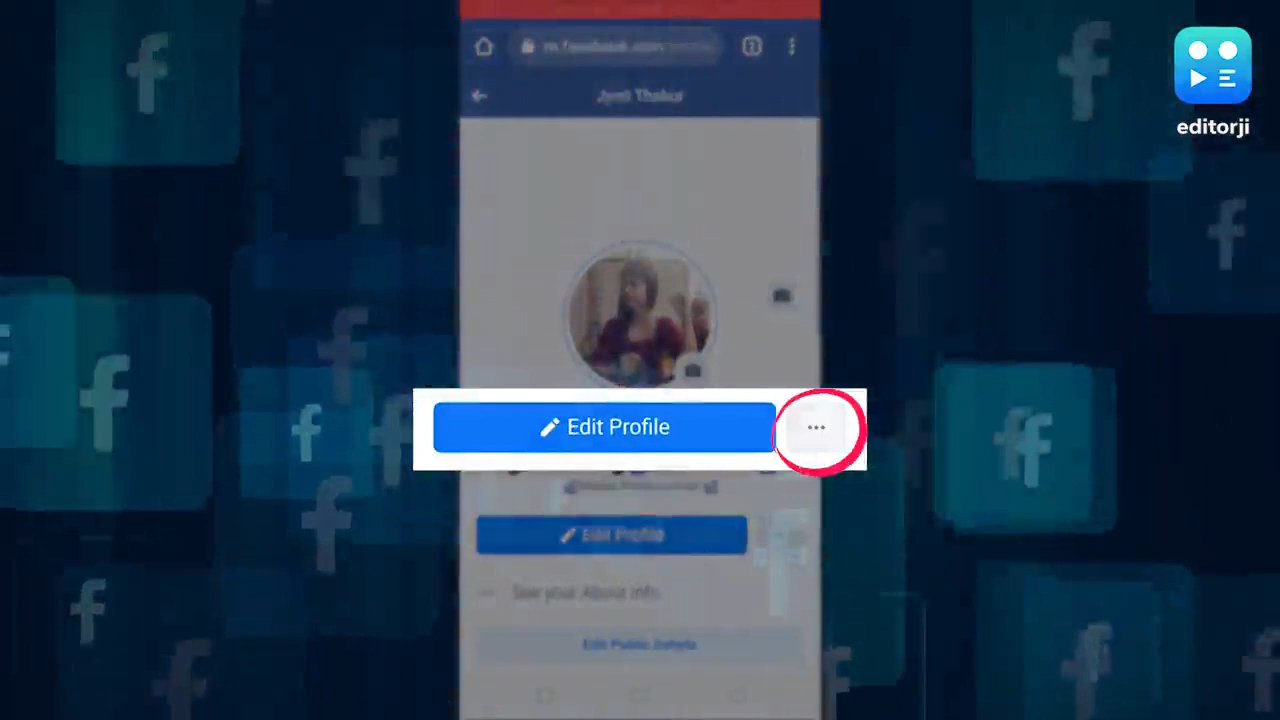 editorji
Edit Profile
...
Edit Profile
See your About Info
Edit Public Details